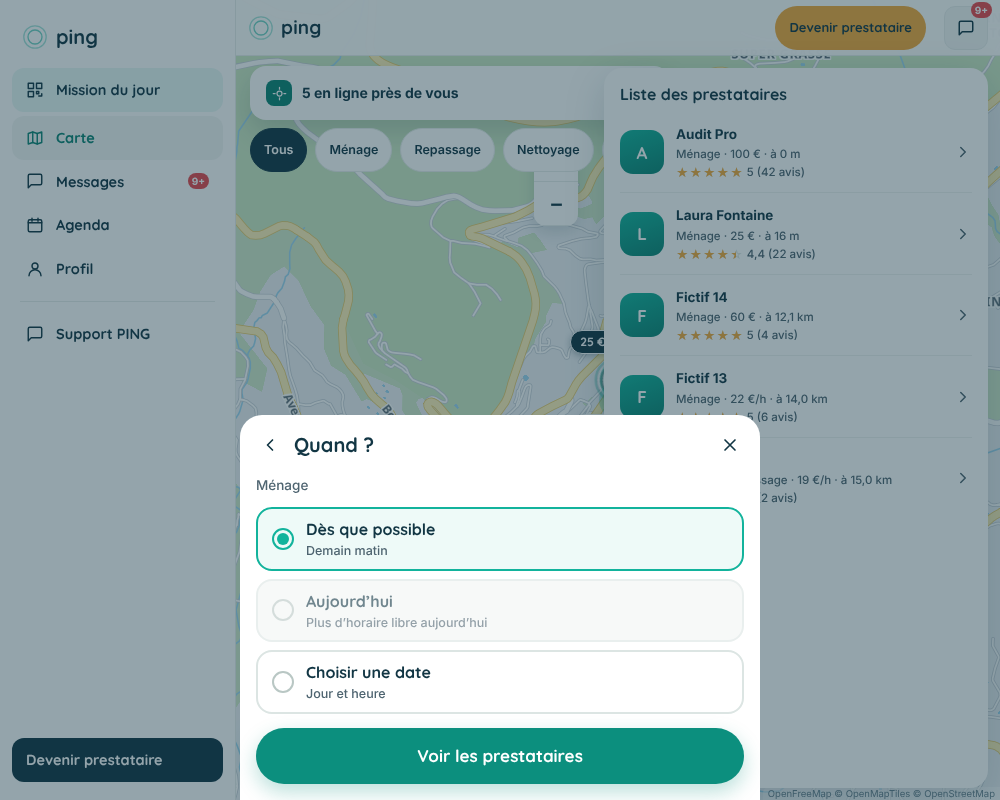 ping
Mission du jour
Carte
Messages
9+
Agenda
Profil
Support PING
Devenir prestataire
ping
Devenir prestataire
9+
5 en ligne près de vous
Tous
Ménage
Repassage
Nettoyage
−
25 €
Ave
Liste des prestataires
A
Audit Pro
Ménage · 100 € · à 0 m
★★★★★ 5 (42 avis)
L
Laura Fontaine
Ménage · 25 € · à 16 m
★★★★★ 4,4 (22 avis)
F
Fictif 14
Ménage · 60 € · à 12,1 km
★★★★★ 5 (4 avis)
F
Fictif 13
Ménage · 22 €/h · à 14,0 km
5 (6 avis)
sage · 19 €/h · à 15,0 km
2 avis)
Quand ?
Ménage
Dès que possible
Demain matin
Aujourd’hui
Plus d’horaire libre aujourd’hui
Choisir une date
Jour et heure
Voir les prestataires
OpenFreeMap © OpenMapTiles © OpenStreetMap